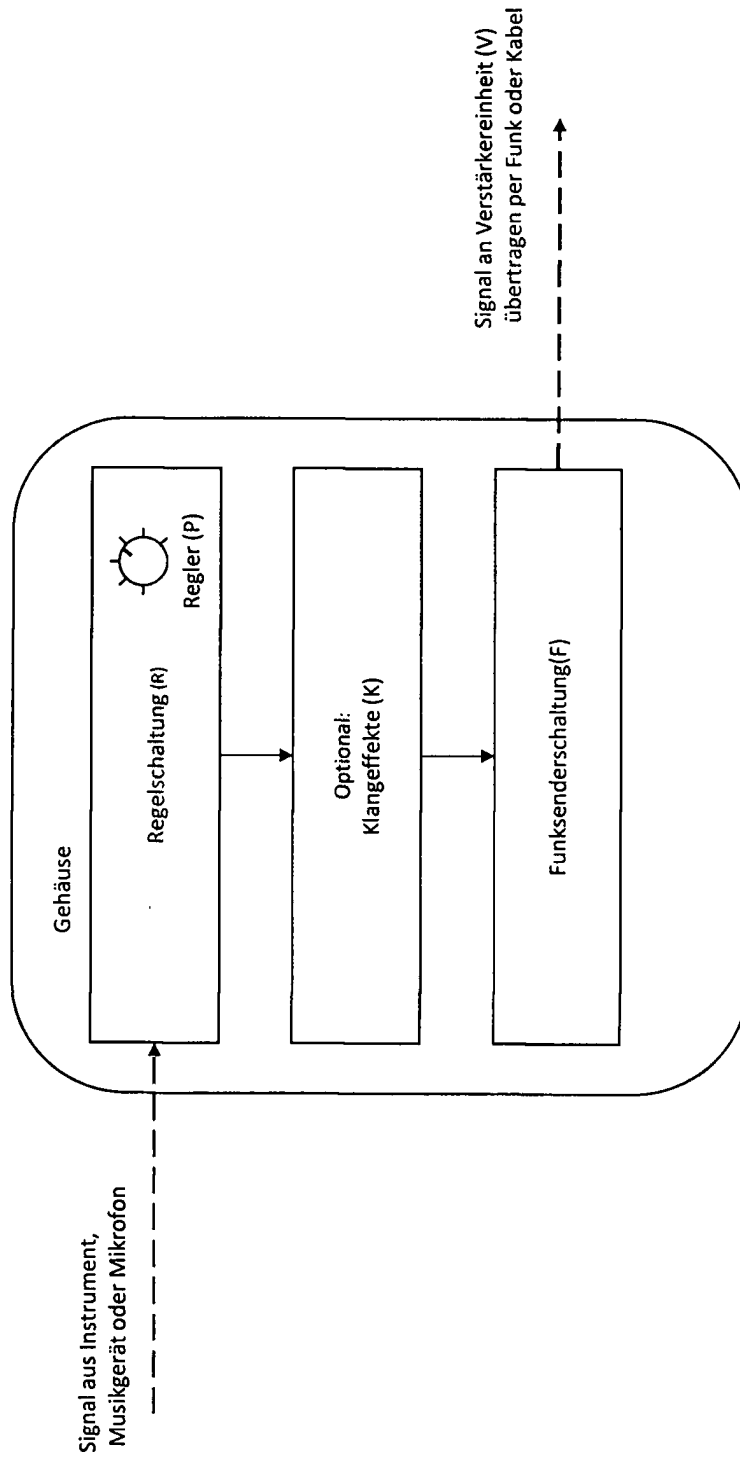 Signal aus Instrument,
Musikgerät oder Mikrofon
Gehäuse
Regelschaltung (R)
Regler (P)
Optional:
Klangeffekte (K)
Funksenderschaltung(F)
Signal an Verstärkereinheit (V)
übertragen per Funk oder Kabel